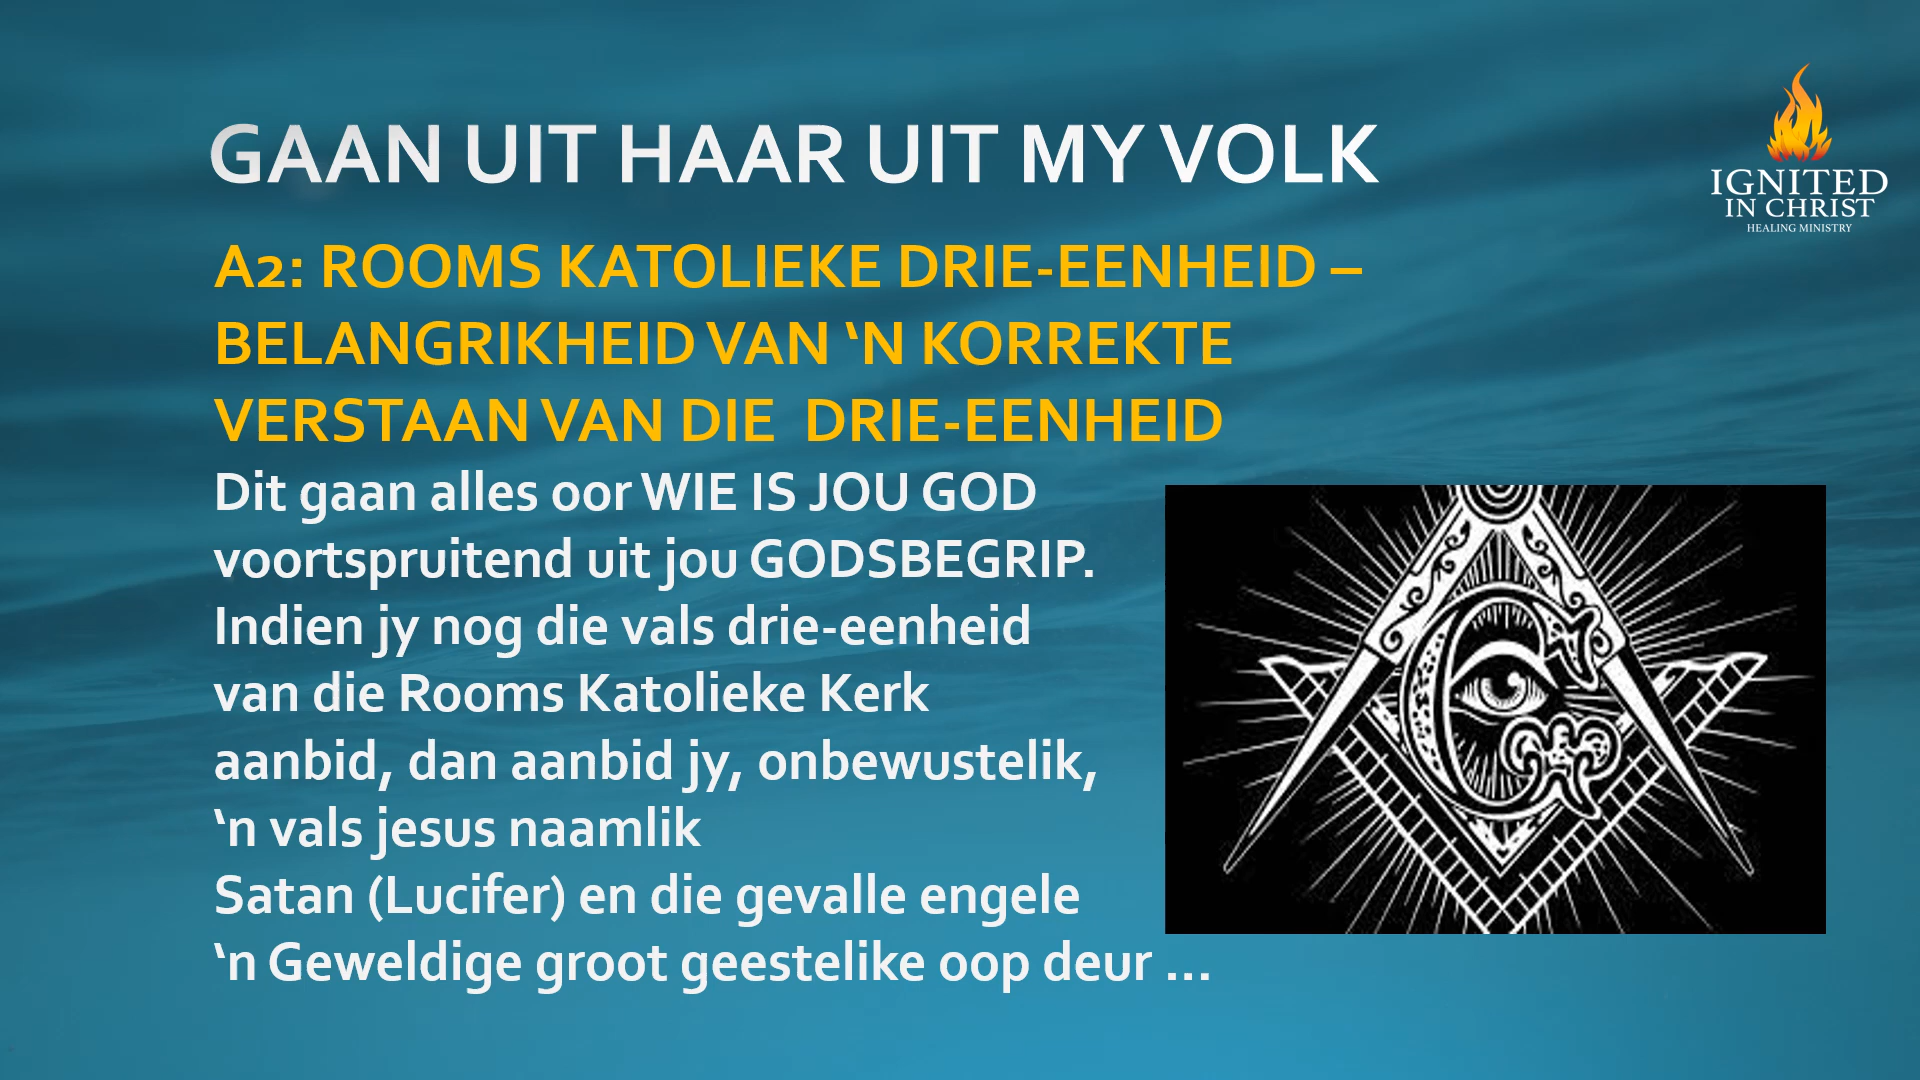 GAAN UIT HAAR UIT MY VOLK
IGNITED
IN CHRIST
HEALING MINISTRY
A2: ROOMS KATOLIEKE DRIE-EENHEID –
BELANGRIKHEID VAN ‘N KORREKTE
VERSTAAN VAN DIE DRIE-EENHEID
Dit gaan alles oor WIE IS JOU GOD
voortspruitend uit jou GODSBEGRIP.
Indien jy nog die vals drie-eenheid
van die Rooms Katolieke Kerk
aanbid, dan aanbid jy, onbewustelik,
‘n vals jesus naamlik
Satan (Lucifer) en die gevalle engele
‘n Geweldige groot geestelike oop deur ...
G